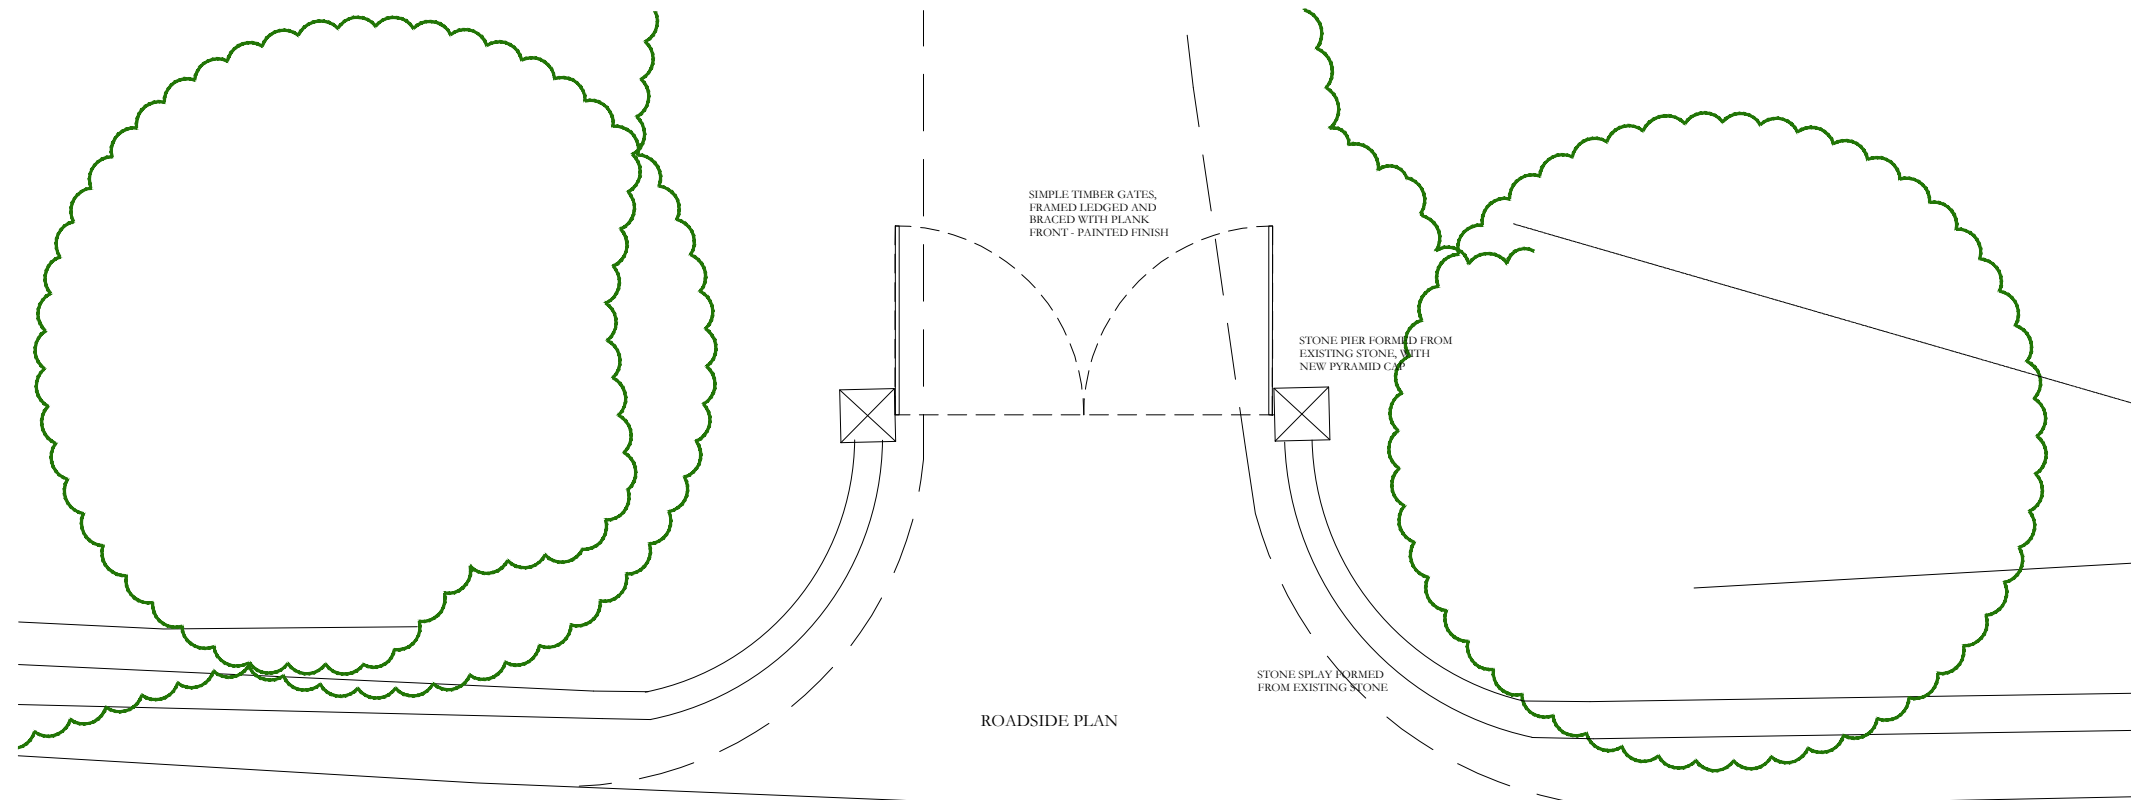 SIMPLE TIMBER GATES,
FRAMED LEDGED AND
BRACED WITH PLANK
FRONT - PAINTED FINISH
STONE PIER FORMED FROM
EXISTING STONE, WITH
NEW PYRAMID CAP
STONE SPLAY FORMED
FROM EXISTING STONE
ROADSIDE PLAN